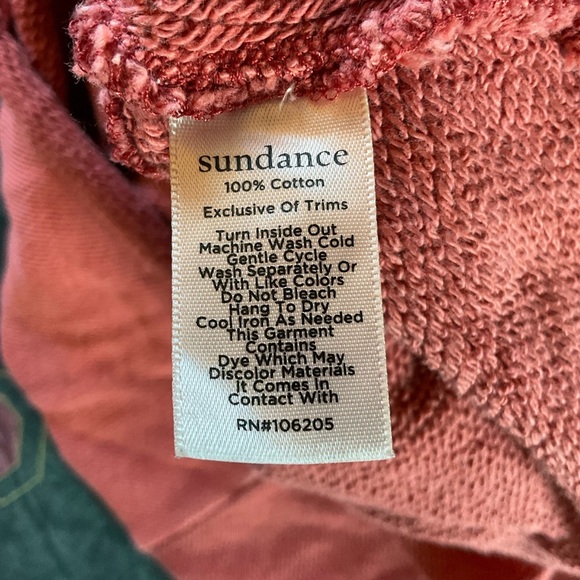 sundance
100% Cotton
Exclusive Of Trims
Turn Inside Out
Machine Wash Cold
Gentle Cycle
Wash Separately Or
With Like Colors
Do Not Bleach
Hang To Dry
Cool Iron As Needed
This Garment
Contains
Dye Which May
Discolor Materials
It Comes In
Contact With
RN#106205